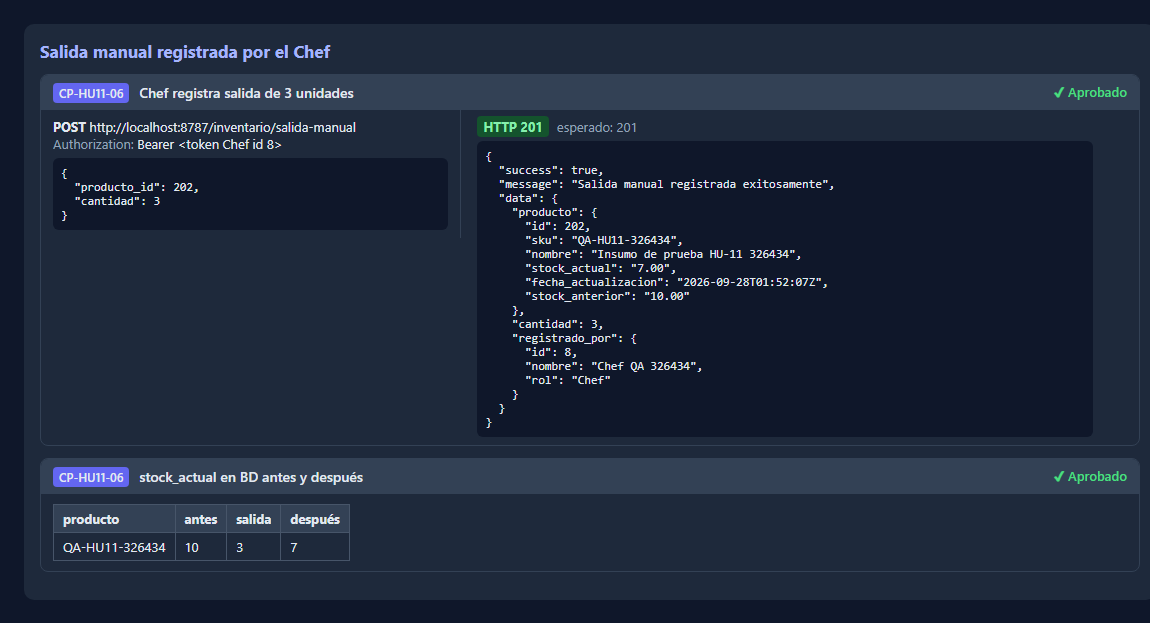 Salida manual registrada por el Chef
CP-HU11-06 Chef registra salida de 3 unidades ✓ Aprobado
POST http://localhost:8787/inventario/salida-manual
Authorization: Bearer <token Chef id 8>
{
  "producto_id": 202,
  "cantidad": 3
}
HTTP 201 esperado: 201
{
  "success": true,
  "message": "Salida manual registrada exitosamente",
  "data": {
    "producto": {
      "id": 202,
      "sku": "QA-HU11-326434",
      "nombre": "Insumo de prueba HU-11 326434",
      "stock_actual": "7.00",
      "fecha_actualizacion": "2026-09-28T01:52:07Z",
      "stock_anterior": "10.00"
    },
    "cantidad": 3,
    "registrado_por": {
      "id": 8,
      "nombre": "Chef QA 326434",
      "rol": "Chef"
    }
  }
}
CP-HU11-06 stock_actual en BD antes y después ✓ Aprobado
producto antes salida después
QA-HU11-326434 10 3 7